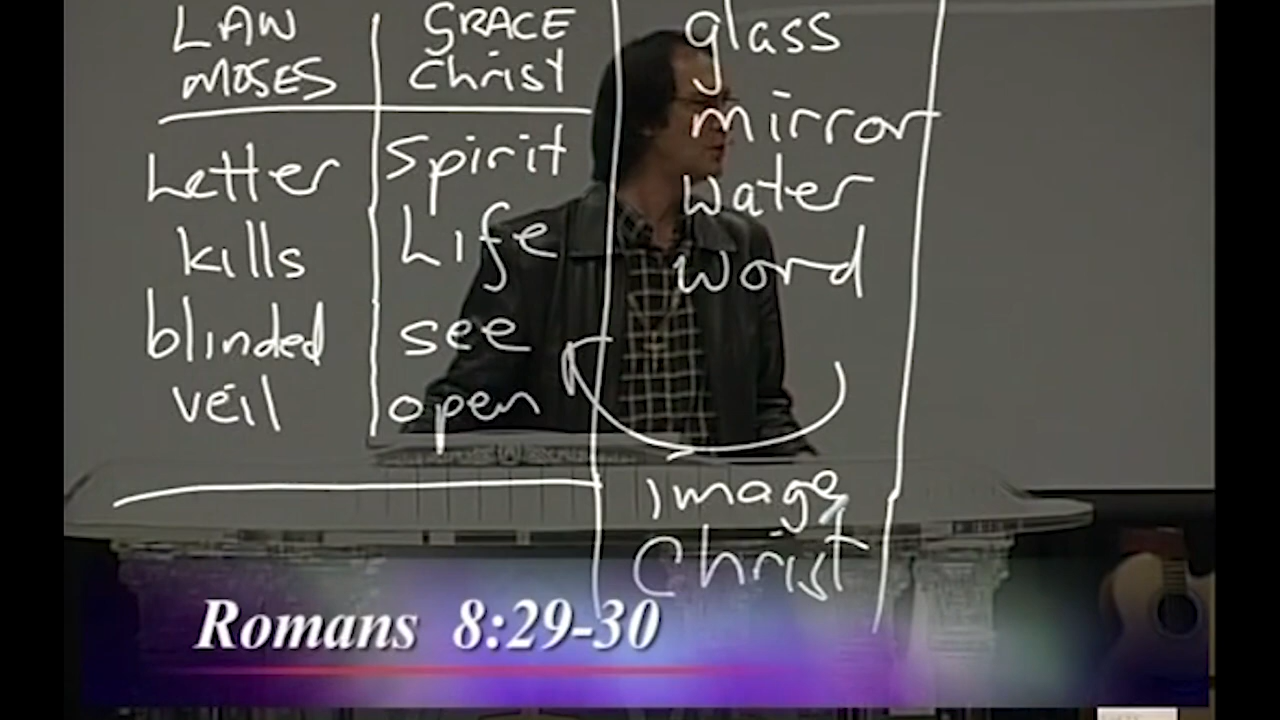 LAW
MOSES
GRACE
Christ
Letter
kills
blinded
veil
spirit
Life
see
open
glass
mirror
water
word
image
Christ
Romans 8:29-30